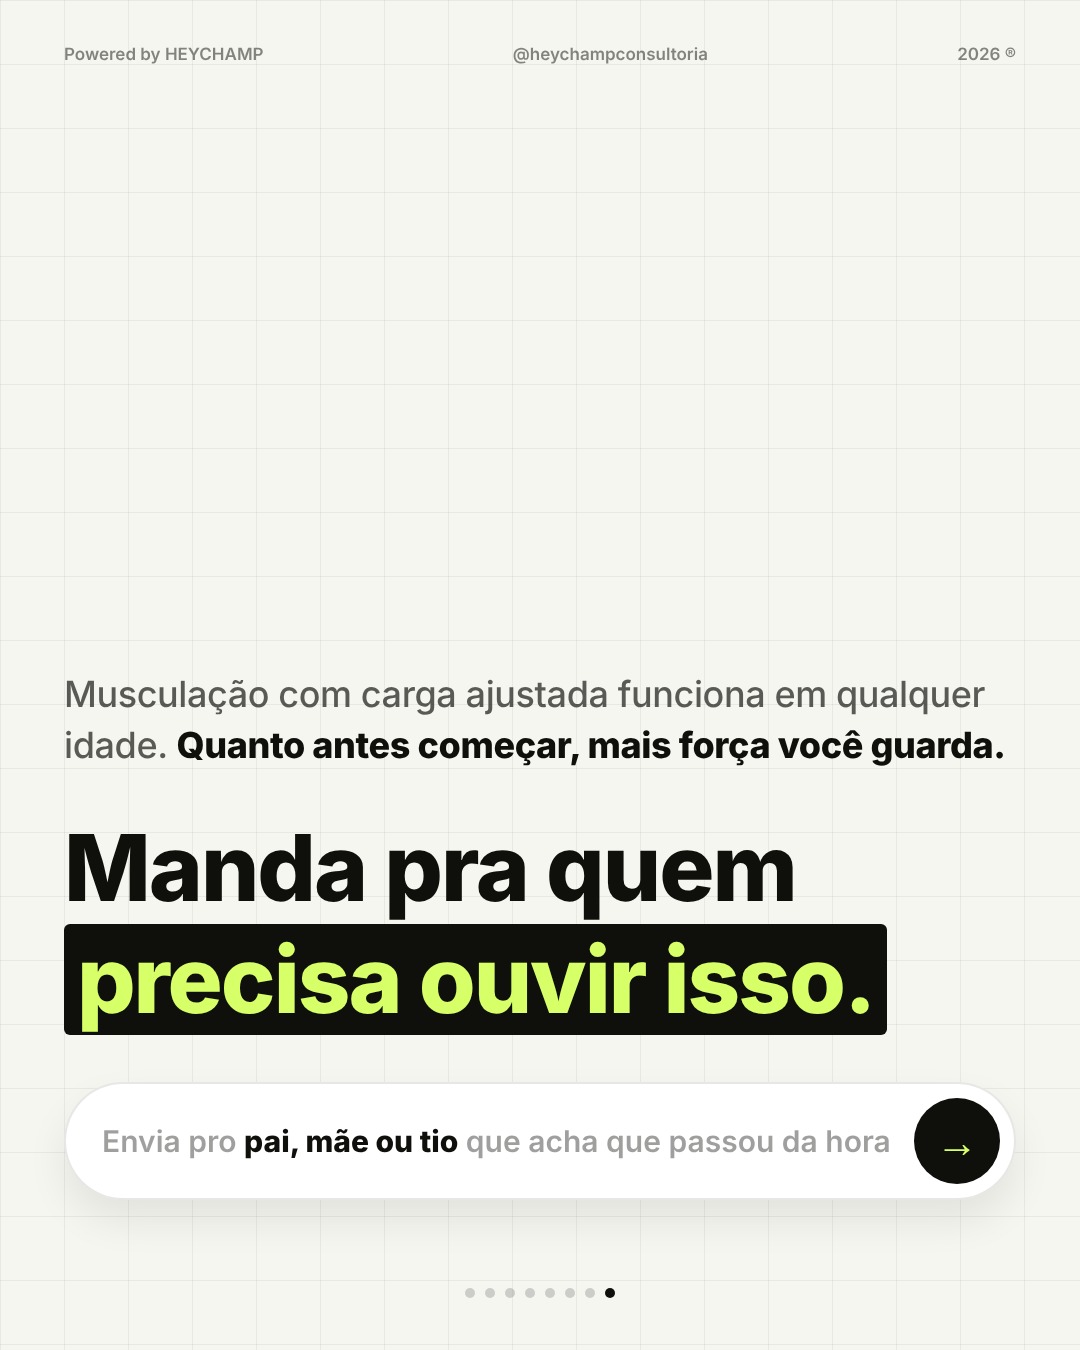 Powered by HEYCHAMP
@heychampconsultoria
2026 ®
Musculação com carga ajustada funciona em qualquer
idade. Quanto antes começar, mais força você guarda.
Manda pra quem
precisa ouvir isso.
Envia pro pai, mãe ou tio que acha que passou da hora →